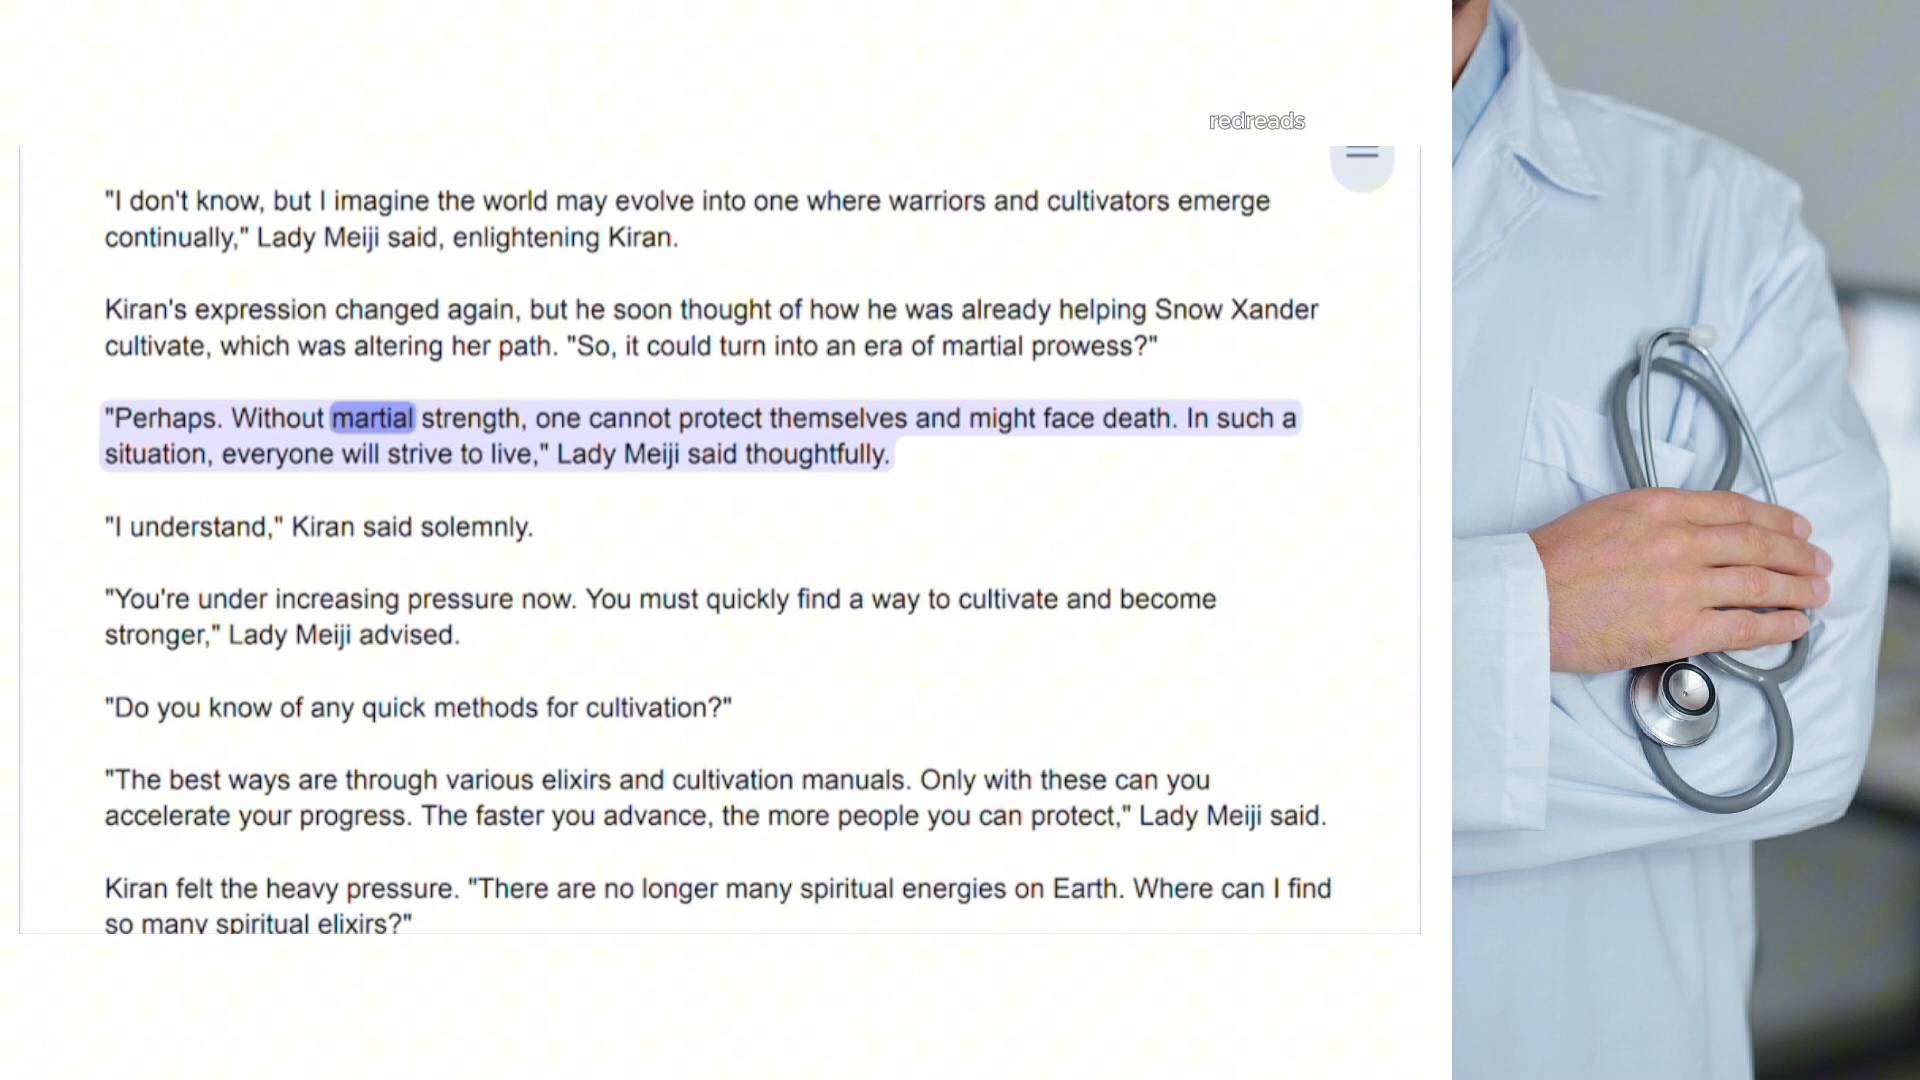 redreads
"I don't know, but I imagine the world may evolve into one where warriors and cultivators emerge
continually," Lady Meiji said, enlightening Kiran.
Kiran's expression changed again, but he soon thought of how he was already helping Snow Xander
cultivate, which was altering her path. "So, it could turn into an era of martial prowess?"
"Perhaps. Without martial strength, one cannot protect themselves and might face death. In such a
situation, everyone will strive to live," Lady Meiji said thoughtfully.
"I understand," Kiran said solemnly.
"You're under increasing pressure now. You must quickly find a way to cultivate and become
stronger," Lady Meiji advised.
"Do you know of any quick methods for cultivation?"
"The best ways are through various elixirs and cultivation manuals. Only with these can you
accelerate your progress. The faster you advance, the more people you can protect," Lady Meiji said.
Kiran felt the heavy pressure. "There are no longer many spiritual energies on Earth. Where can I find
so many spiritual elixirs?"